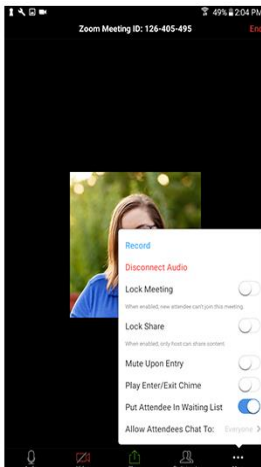 49% 2:04 PM
Zoom Meeting ID: 126-405-495
End
Record
Disconnect Audio
Lock Meeting
When enabled, new attendee can't join this meeting.
Lock Share
When enabled, only host can share content
Mute Upon Entry
Play Enter/Exit Chime
Put Attendee In Waiting List
Allow Attendees Chat To: Everyone >